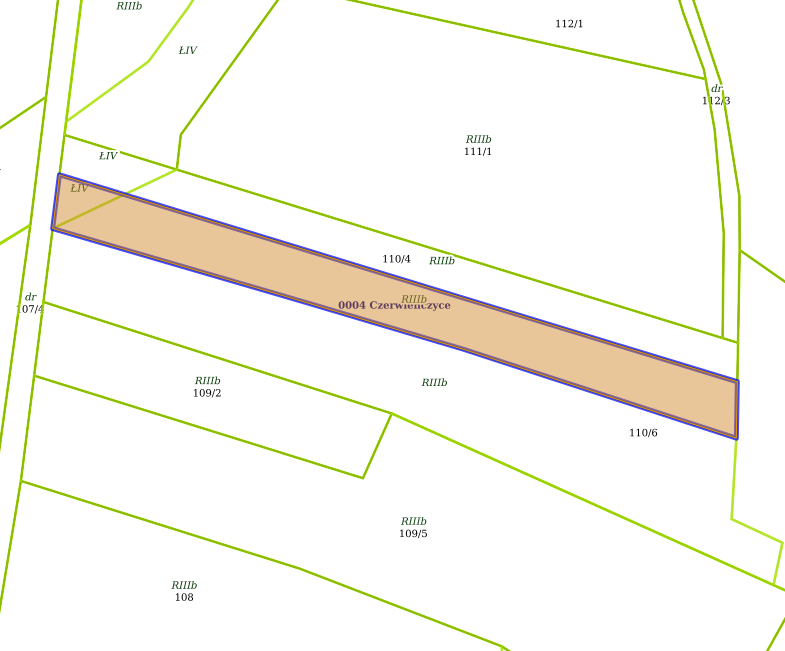 RIIIb
112/1
ŁIV
dr
112/3
RIIIb
111/1
ŁIV
ŁIV
110/4 RIIIb
RIIIb
0004 Czerwieńczyce
dr
107/4
RIIIb
109/2
RIIIb
110/6
RIIIb
109/5
RIIIb
108